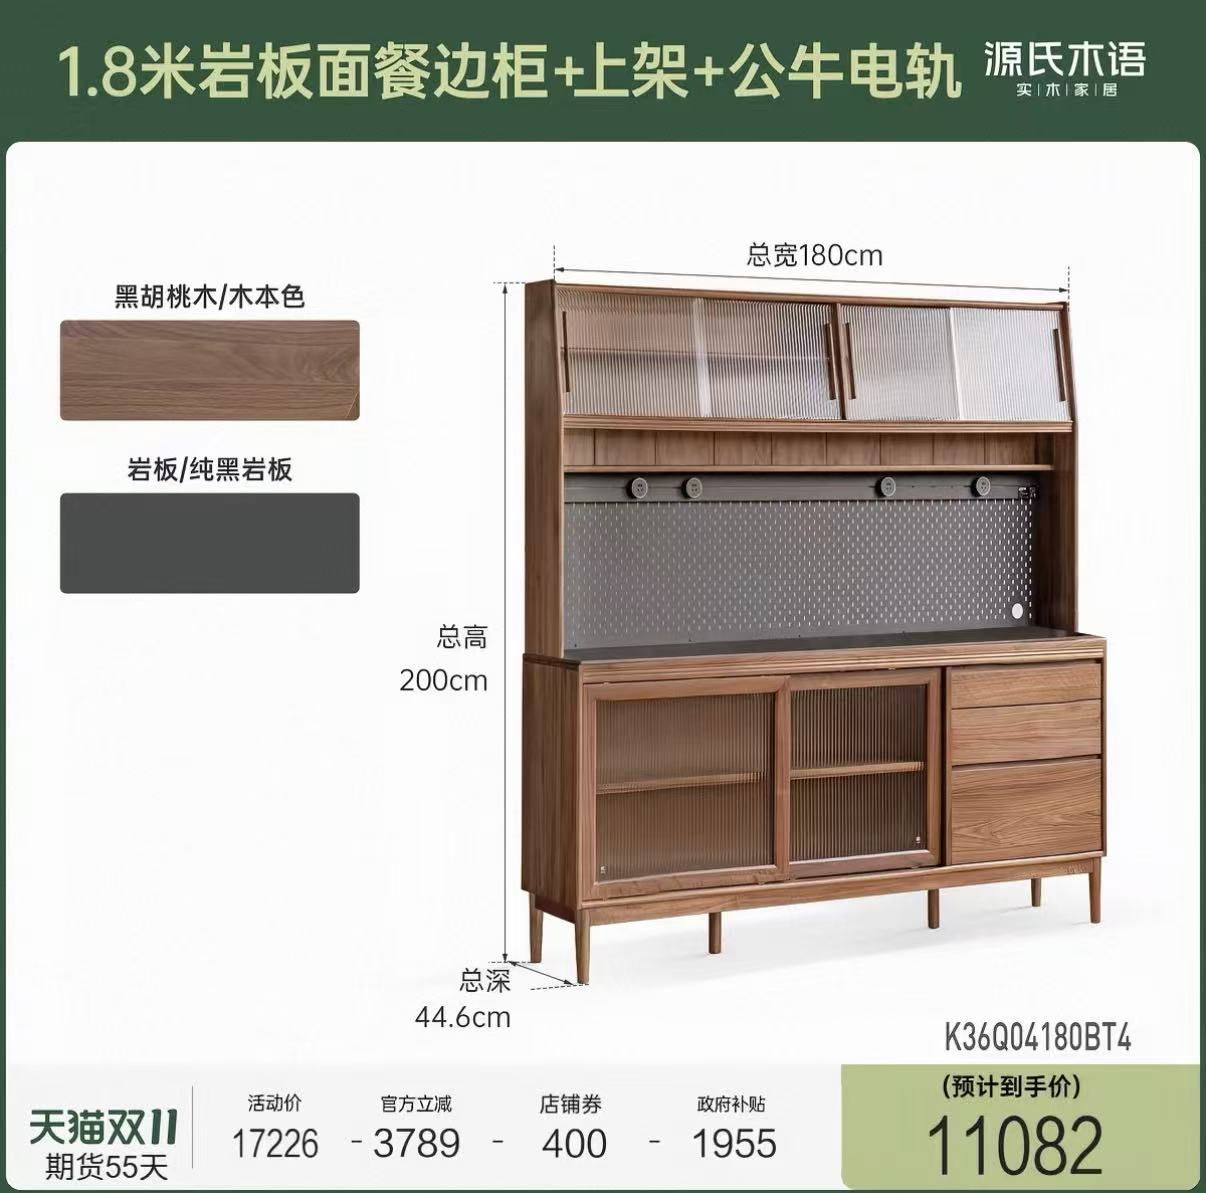 1.8米岩板面餐边柜+上架+公牛电轨
源氏木语
实|木|家|居
总宽180cm
黑胡桃木/木本色
岩板/纯黑岩板
总高
200cm
总深
44.6cm
K36Q04180BT4
天猫双11
期货55天
活动价 官方立减 店铺券 政府补贴
17226 - 3789 - 400 - 1955
(预计到手价)
11082